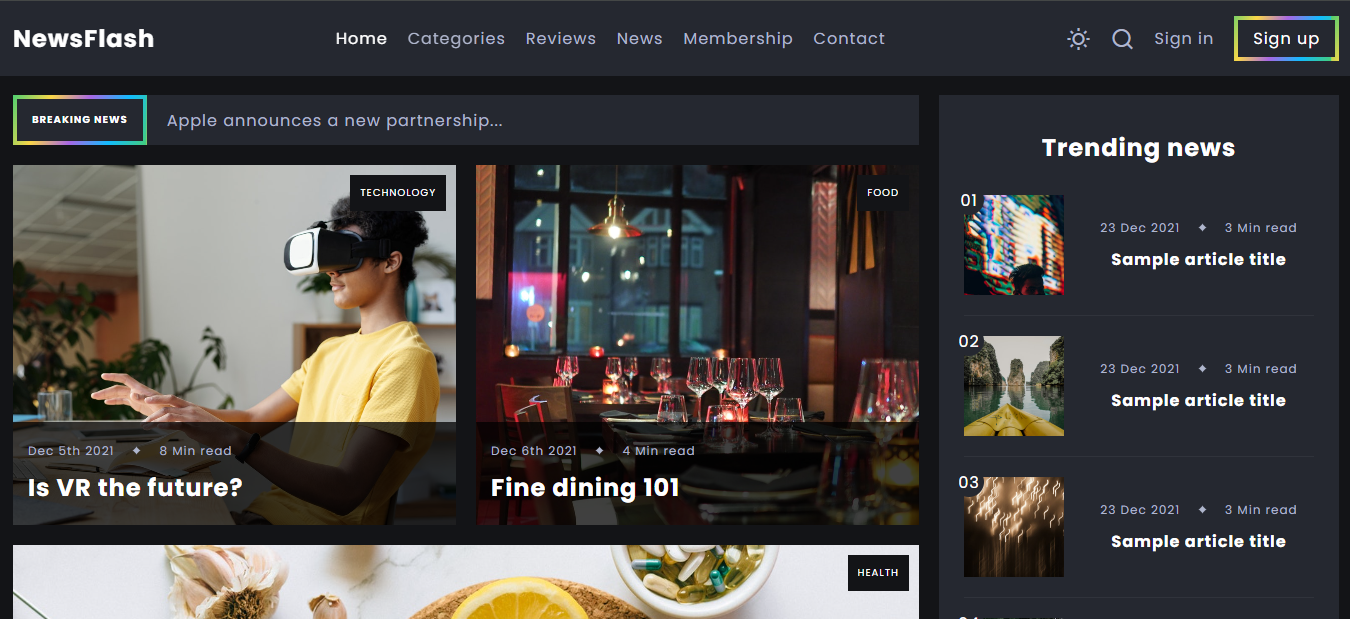 NewsFlash
Home Categories Reviews News Membership Contact
Sign in
Sign up
BREAKING NEWS
Apple announces a new partnership...
TECHNOLOGY
Dec 5th 2021 ◆ 8 Min read
Is VR the future?
FOOD
Dec 6th 2021 ◆ 4 Min read
Fine dining 101
HEALTH
Trending news
01
23 Dec 2021 ◆ 3 Min read
Sample article title
02
23 Dec 2021 ◆ 3 Min read
Sample article title
03
23 Dec 2021 ◆ 3 Min read
Sample article title